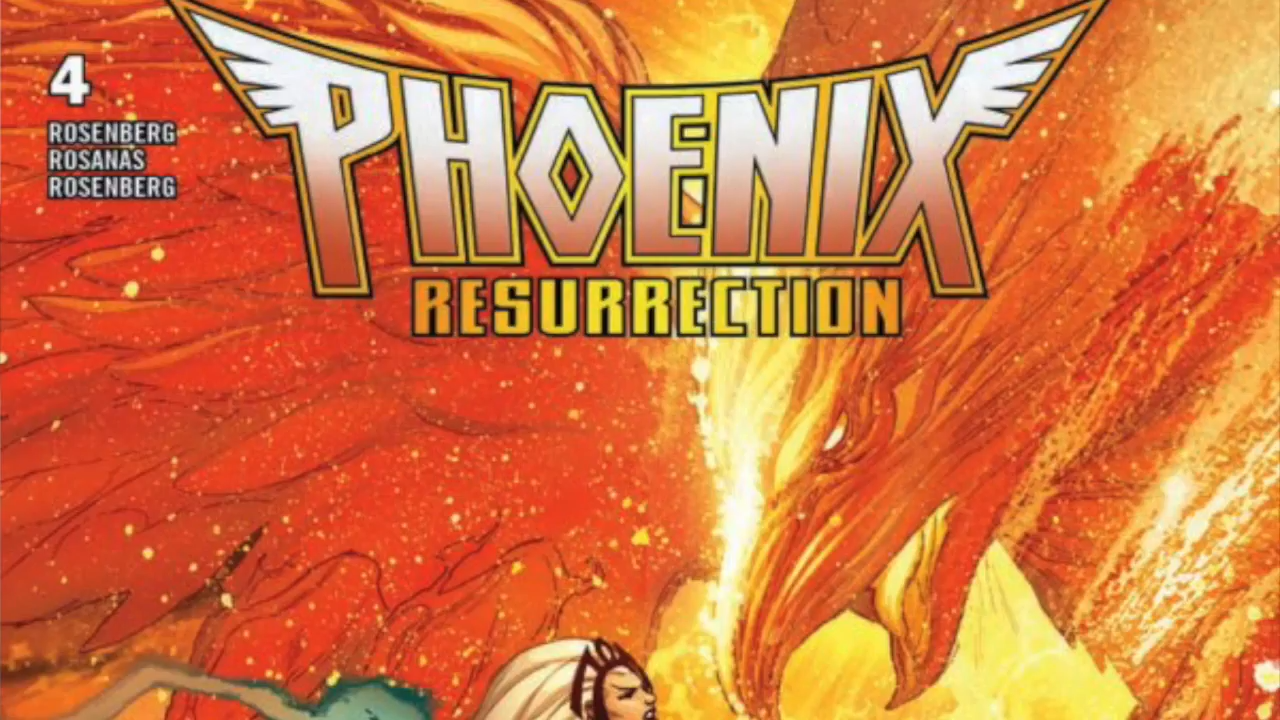 4
ROSENBERG
ROSANAS
ROSENBERG
PHOENIX
RESURRECTION